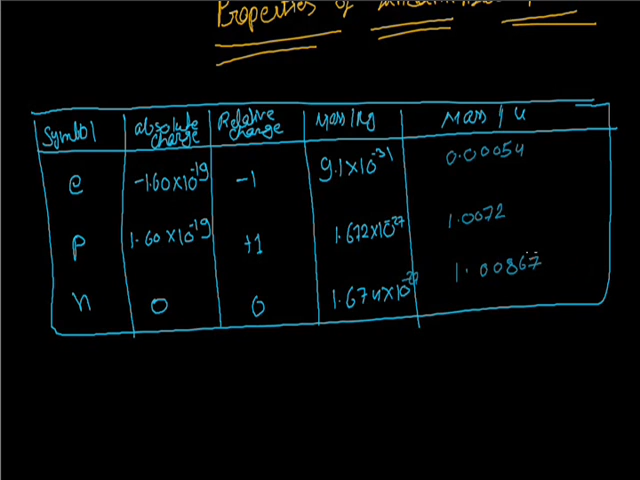 Properties of
Symbol absolute charge Relative charge Mass/Kg Mass/u
e -1.60×10⁻¹⁹ -1 9.1×10⁻³¹ 0.00054
p 1.60×10⁻¹⁹ +1 1.672×10⁻²⁷ 1.0072
n 0 0 1.674×10⁻²⁷ 1.00867